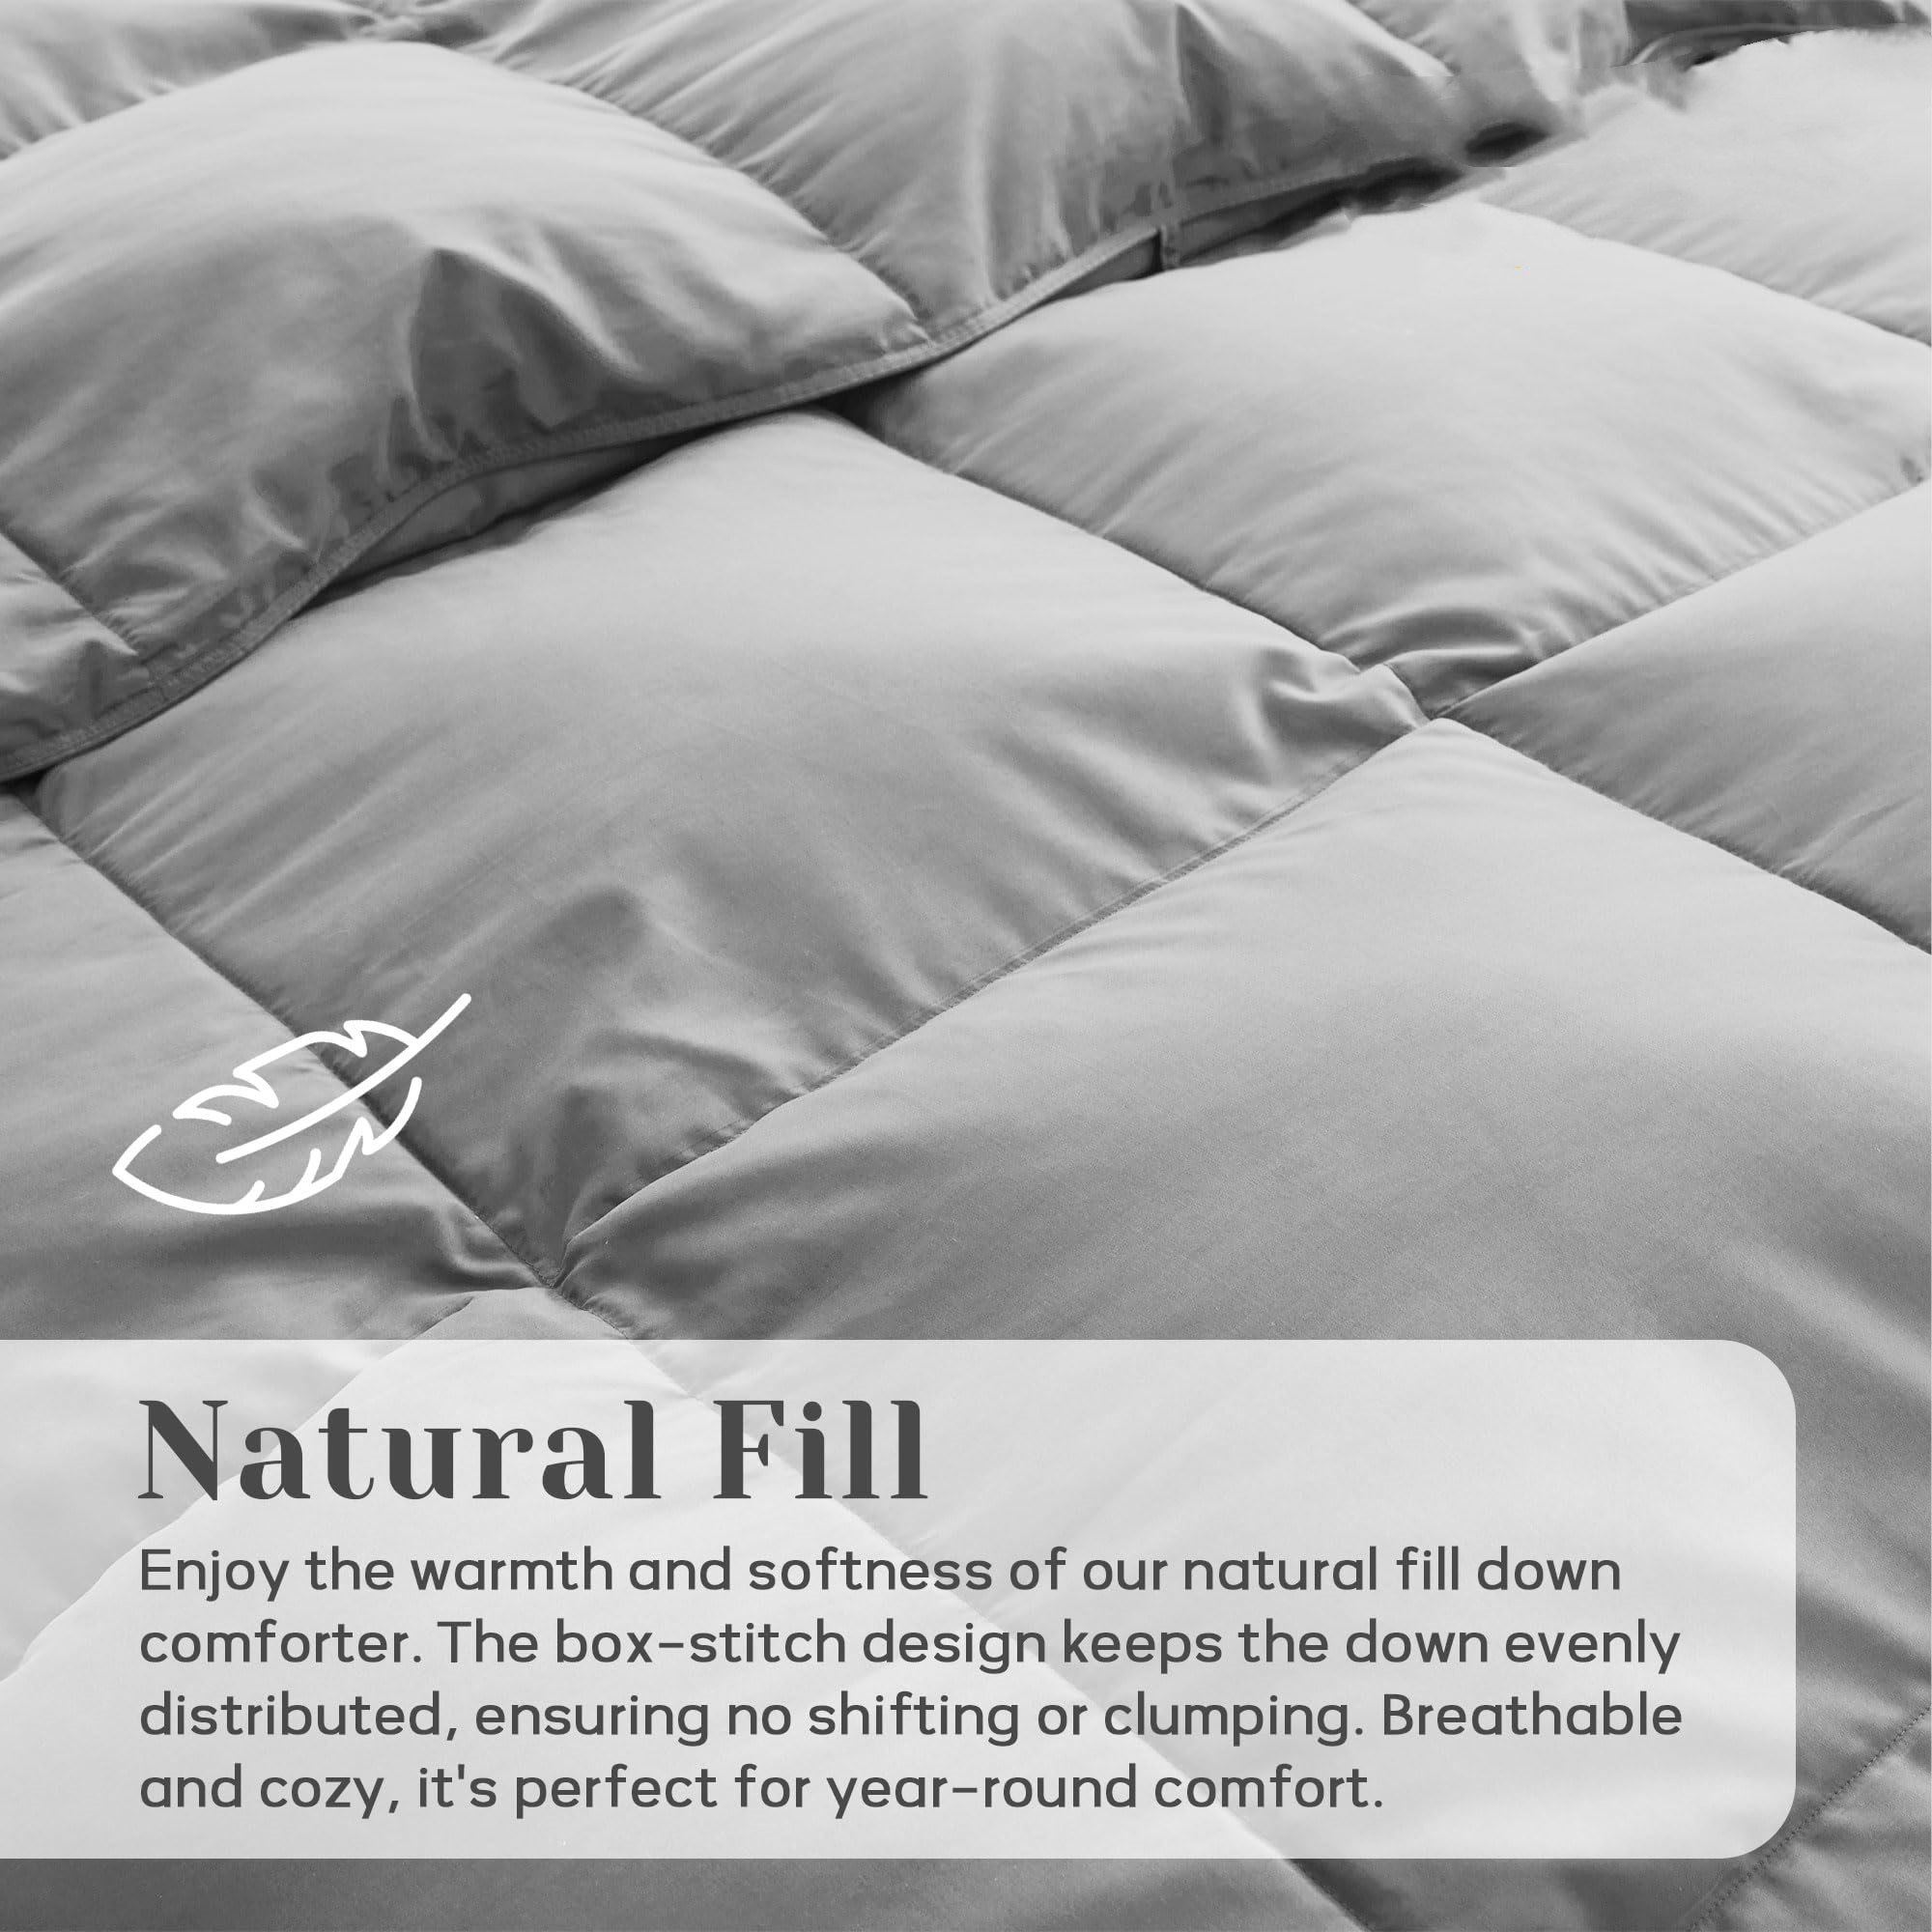 Natural Fill
Enjoy the warmth and softness of our natural fill down
comforter. The box-stitch design keeps the down evenly
distributed, ensuring no shifting or clumping. Breathable
and cozy, it's perfect for year-round comfort.